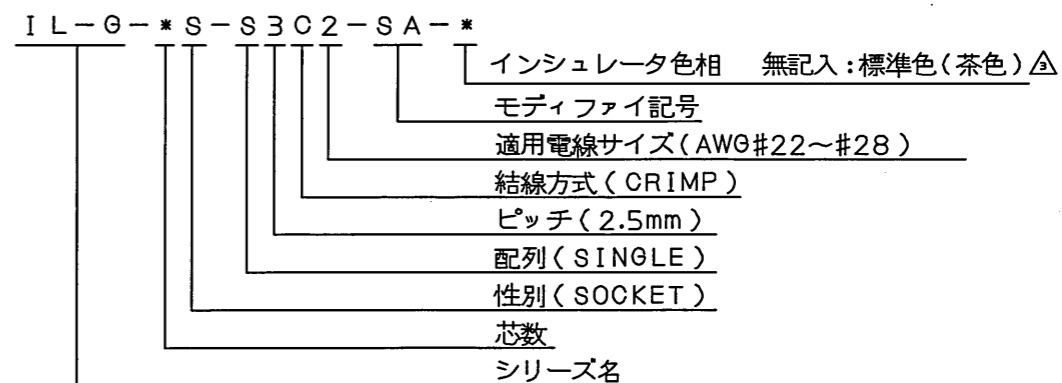 IL-G-*S-S3C2-SA-*
インシュレータ色相 無記入:標準色(茶色)3
モディファイ記号
適用電線サイズ(AWG#22~#28)
結線方式(CRIMP)
ピッチ(2.5mm)
配列(SINGLE)
性別(SOCKET)
芯数
シリーズ名